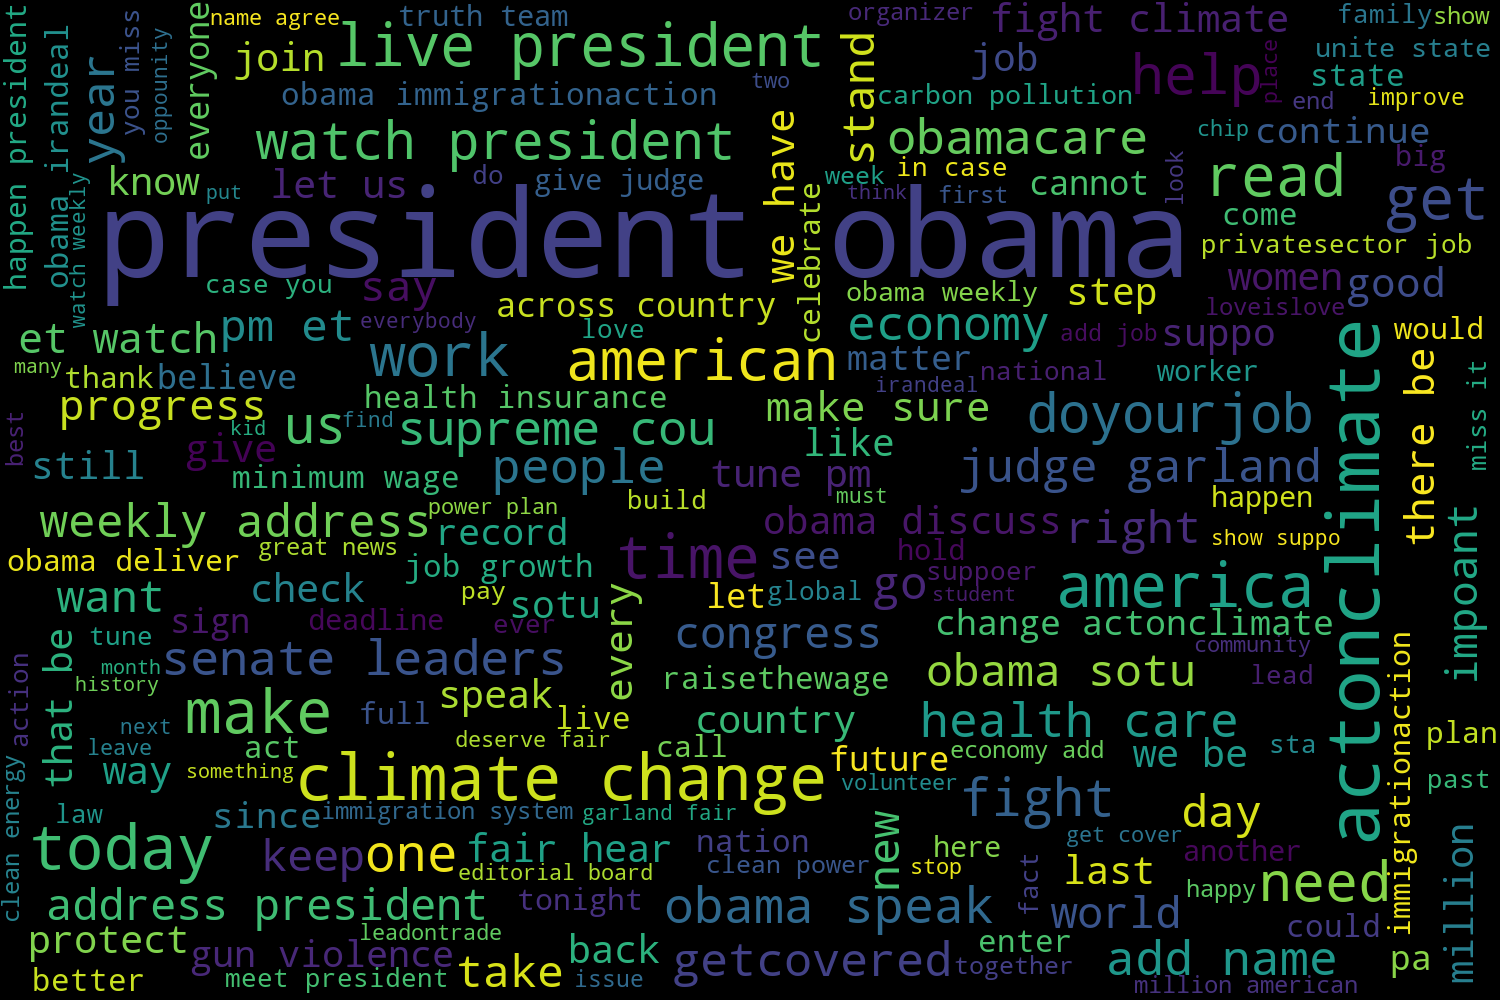 name agree
truth team
organizer
fight climate
family
show
live president
join
everyone
year
you miss
oppounity
obama irandeal
happen president
job
help
place
unite state
state
obama immigrationaction
two
stand
carbon pollution
end
improve
watch president
we have
obamacare
chip
continue
know
put
let us
do
give judge
week
in case
think
first
cannot
look
read
big
get
come
watch weekly
president obama
celebrate
privatesector job
case you
say
across country
obama weekly
step
women
good
loveislove
et watch
pm et
everybody
love
economy
add job
suppo
would
many
thank
believe
work
american
matter
irandeal
national
worker
actonclimate
there be
miss it
progress
health insurance
make sure
doyourjob
best
kid
us
find
supreme cou
like
still
give
minimum wage
people
tune pm
judge garland
build
must
happen
weekly address
power plan
record
obama discuss
right
show suppo
impoant
obama deliver
great news
job growth
time
see
hold
suppoer
want
check
pay
sotu
every
let
global
go
student
america
that be
tune
sign
deadline
ever
congress
change actonclimate
community
action
month
history
senate leaders
raisethewage
obama sotu
lead
immigrationaction
make
full
speak
live
country
health care
next
leave
act
deserve fair
call
future
economy add
we be
sta
plan
way
something
climate change
volunteer
fight
past
clean energy
law
since
immigration system
garland fair
new
day
today
keep
one
fair hear
nation
here
get cover
another
million
editorial board
clean power
stop
fact
last
happy
need
address president
tonight
obama speak
world
could
protect
leadontrade
gun violence
back
enter
better
meet president
take
issue
getcovered
together
add name
pa
million american